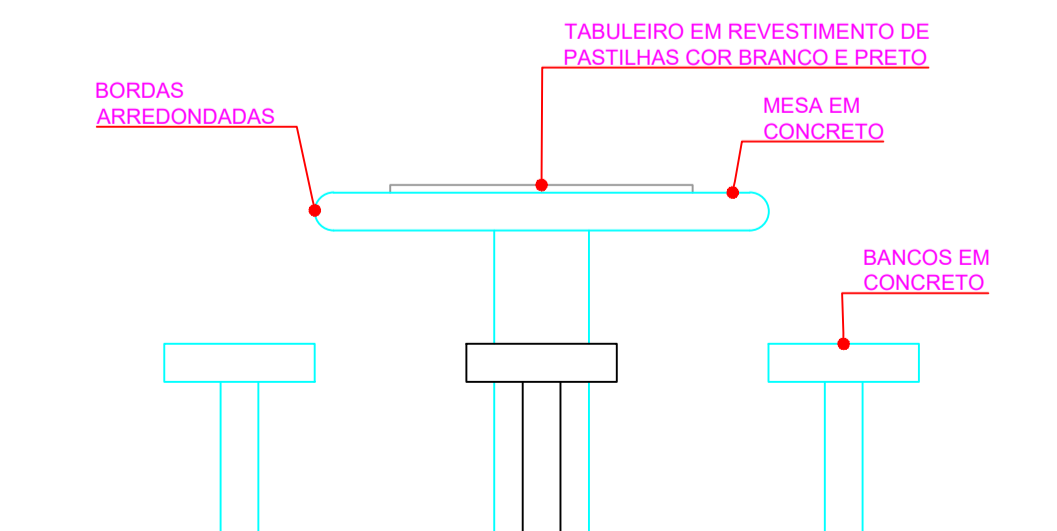 TABULEIRO EM REVESTIMENTO DE
PASTILHAS COR BRANCO E PRETO
BORDAS
ARREDONDADAS
MESA EM
CONCRETO
BANCOS EM
CONCRETO